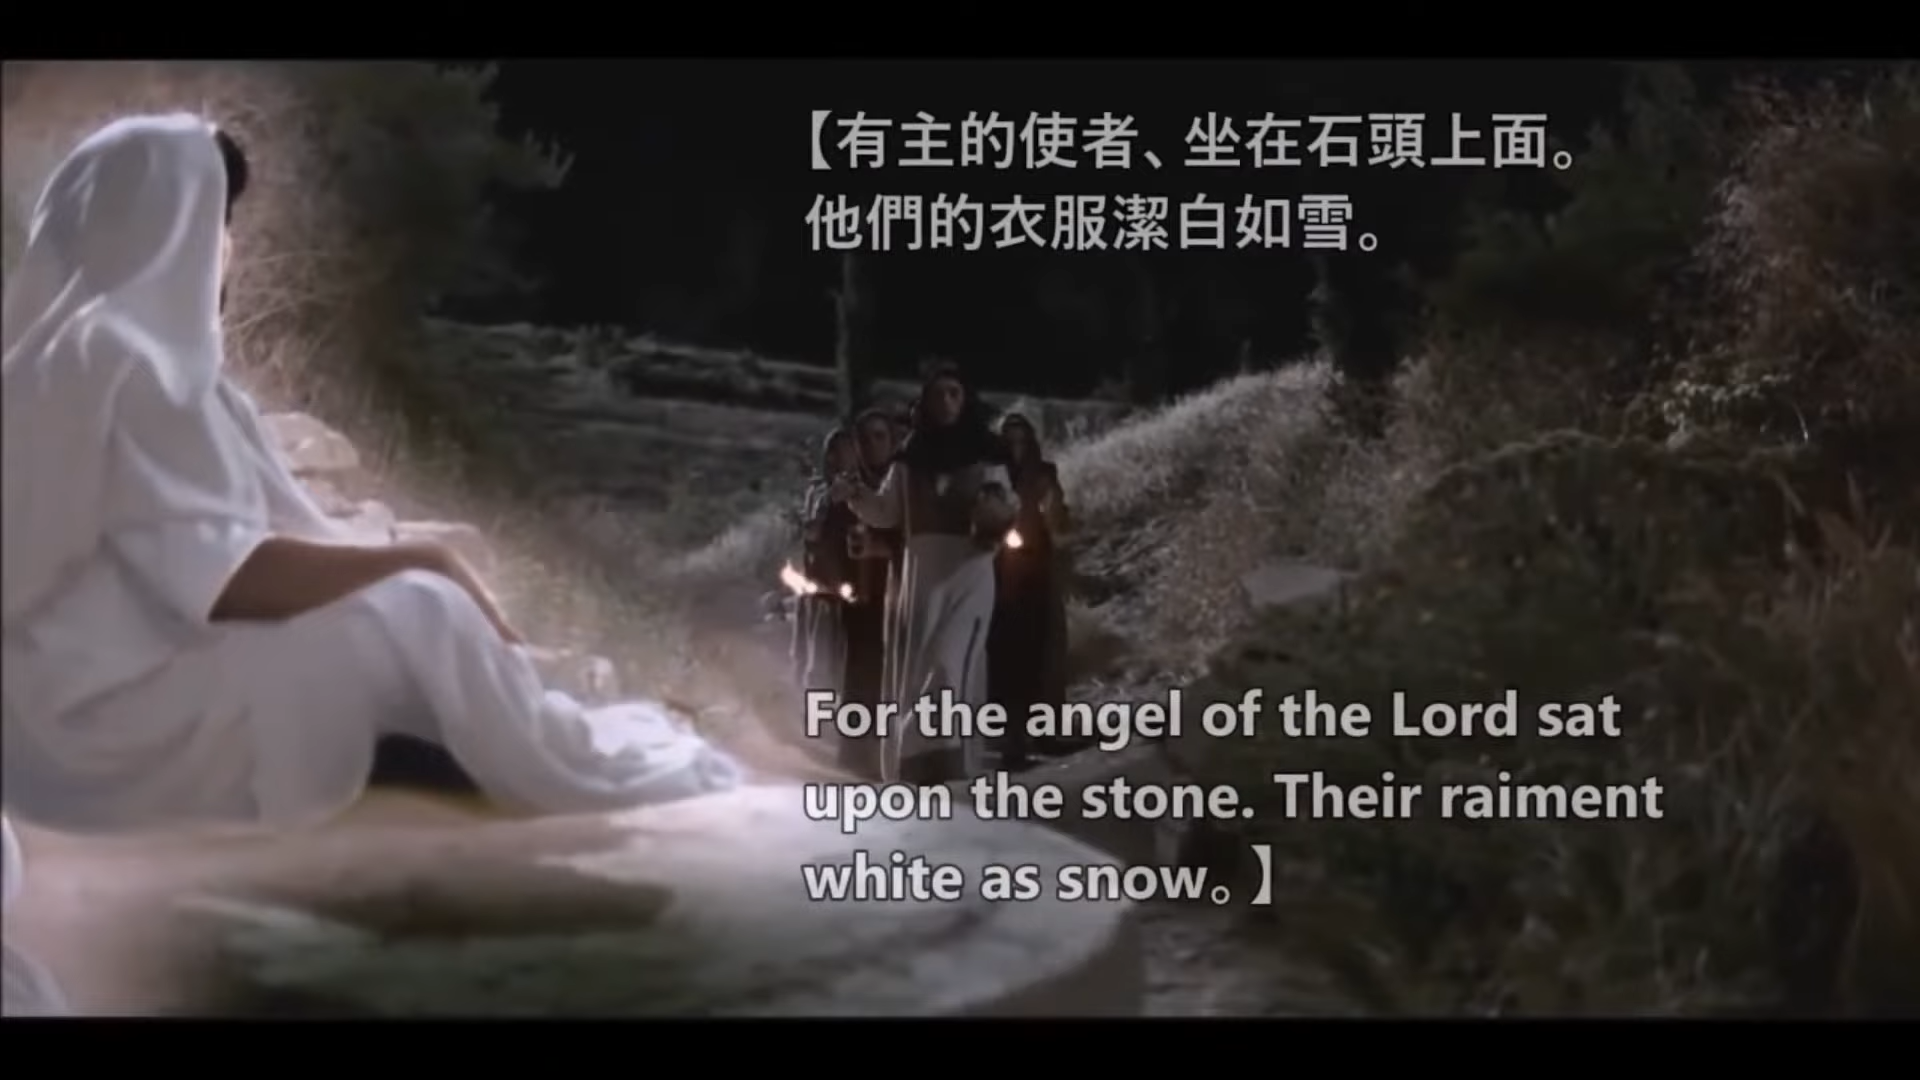 【有主的使者、坐在石頭上面。
他們的衣服潔白如雪。
For the angel of the Lord sat
upon the stone. Their raiment
white as snow。】